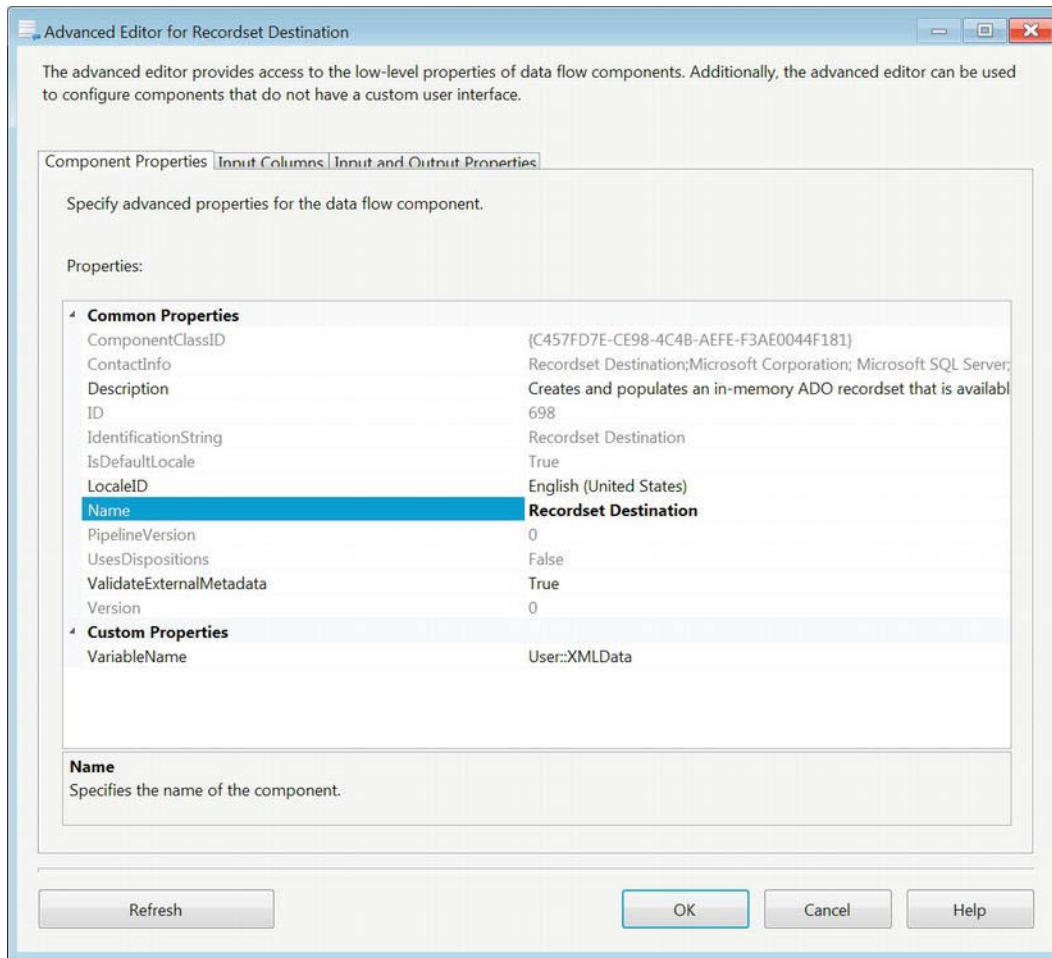 Advanced Editor for Recordset Destination
The advanced editor provides access to the low-level properties of data flow components. Additionally, the advanced editor can be used
to configure components that do not have a custom user interface.
Component Properties Input Columns Input and Output Properties
Specify advanced properties for the data flow component.
Properties:
Common Properties
ComponentClassID {C457FD7E-CE98-4C4B-AEFE-F3AE0044F181}
ContactInfo Recordset Destination;Microsoft Corporation; Microsoft SQL Server;
Description Creates and populates an in-memory ADO recordset that is availabl
ID 698
IdentificationString Recordset Destination
IsDefaultLocale True
LocaleID English (United States)
Name Recordset Destination
PipelineVersion 0
UsesDispositions False
ValidateExternalMetadata True
Version 0
Custom Properties
VariableName User::XMLData
Name
Specifies the name of the component.
Refresh OK Cancel Help